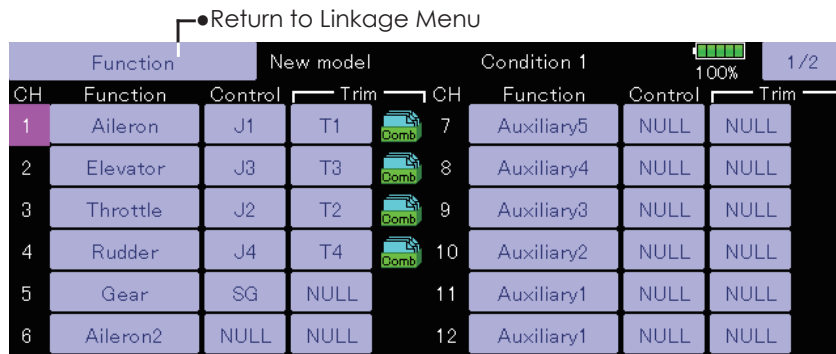 Return to Linkage Menu
Function New model Condition 1 100% 1/2
CH Function Control Trim CH Function Control Trim
1 Aileron J1 T1 Comb 7 Auxiliary5 NULL NULL
2 Elevator J3 T3 Comb 8 Auxiliary4 NULL NULL
3 Throttle J2 T2 Comb 9 Auxiliary3 NULL NULL
4 Rudder J4 T4 Comb 10 Auxiliary2 NULL NULL
5 Gear SG NULL 11 Auxiliary1 NULL NULL
6 Aileron2 NULL NULL 12 Auxiliary1 NULL NULL